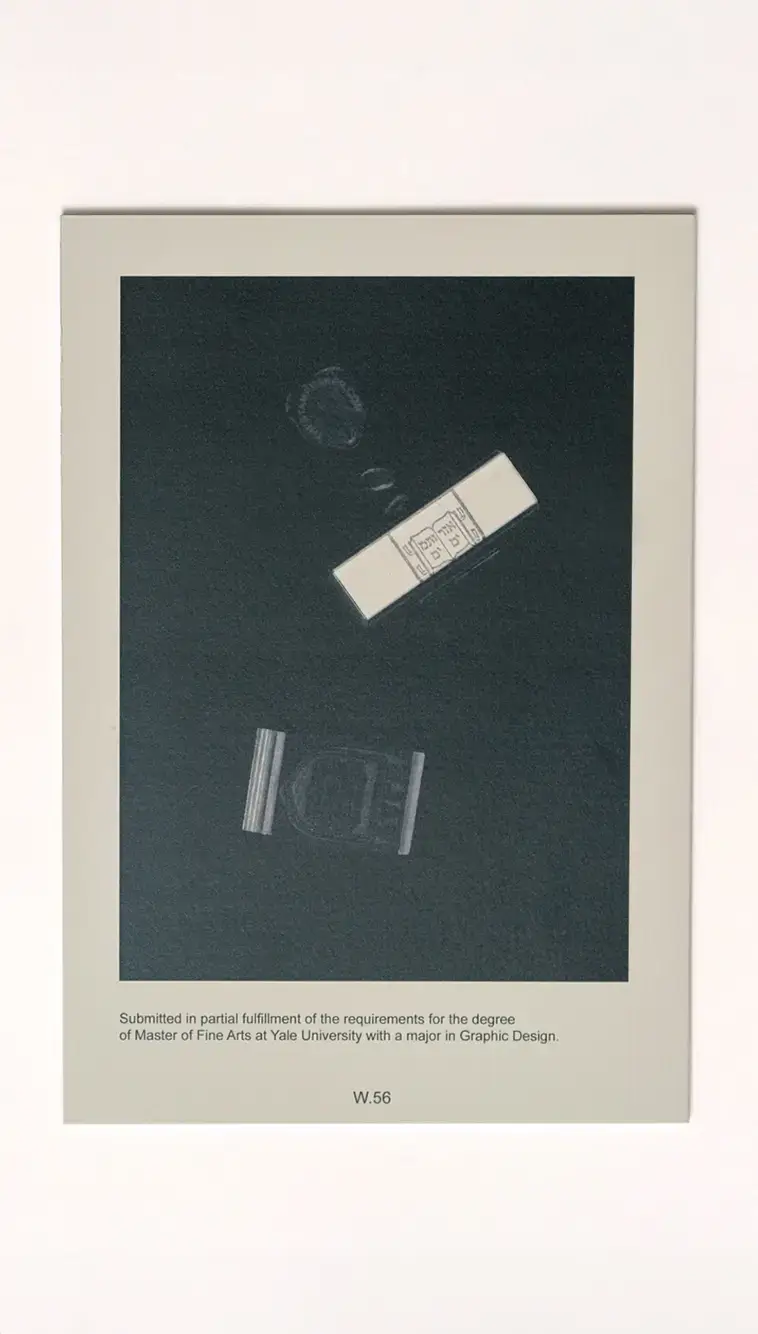 Submitted in partial fulfillment of the requirements for the degree
of Master of Fine Arts at Yale University with a major in Graphic Design.
W.56